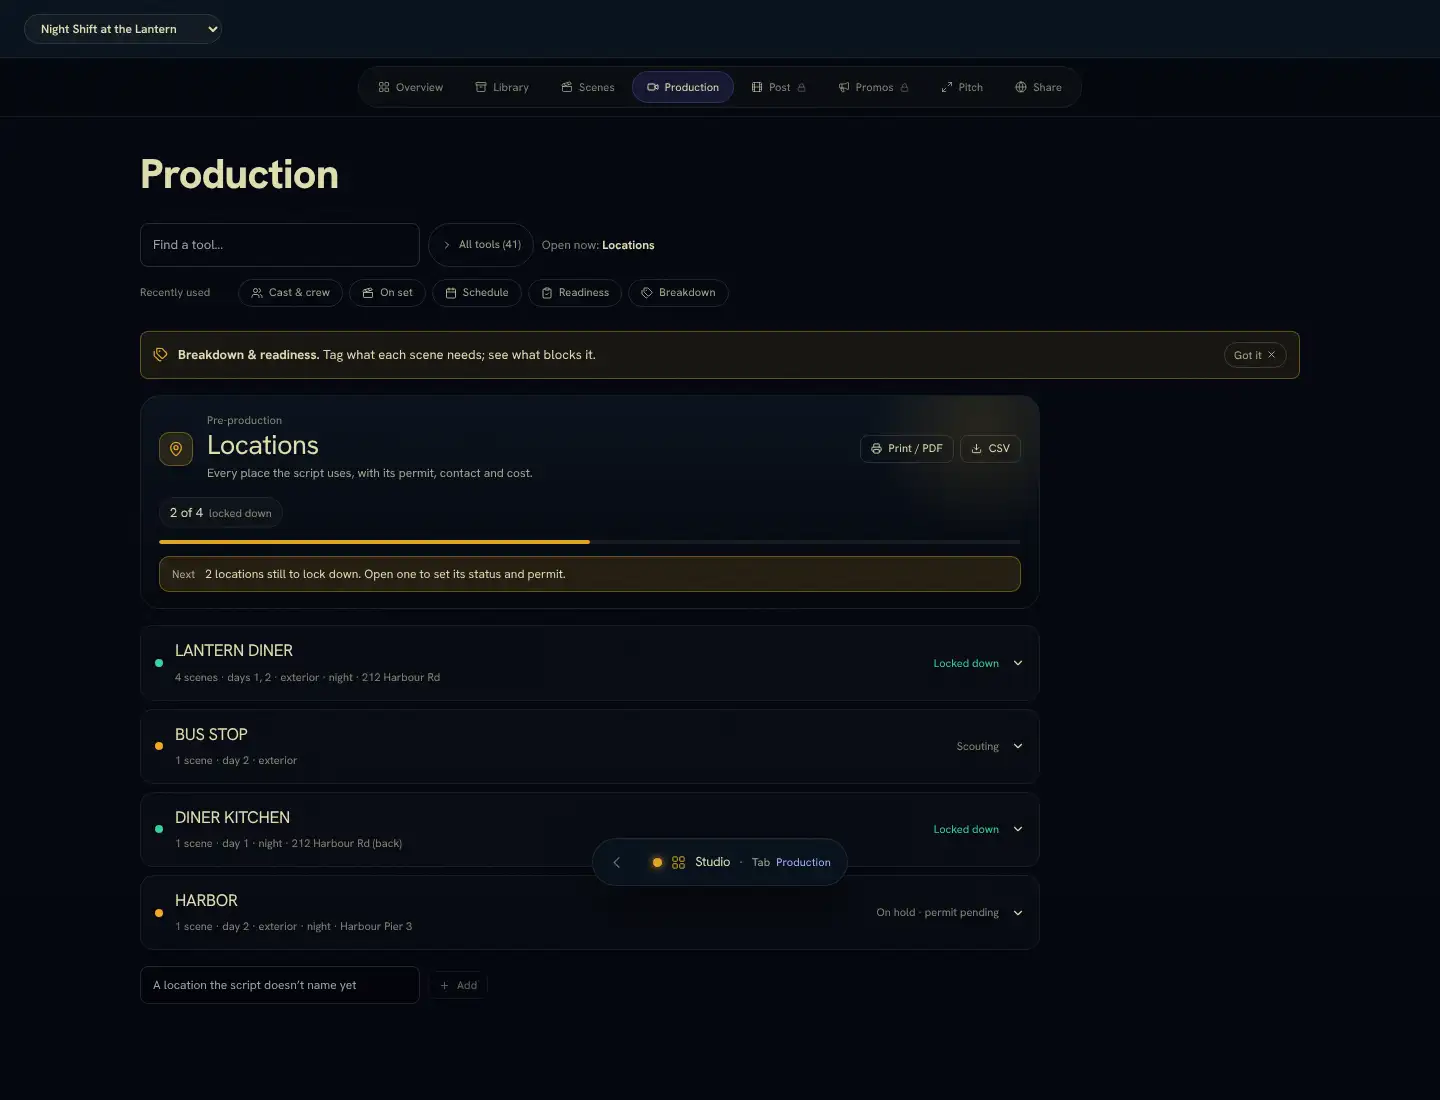 Night Shift at the Lantern
Overview Library Scenes Production Post Promos Pitch Share
Production
Find a tool...
All tools (41)
Open now: Locations
Recently used Cast & crew On set Schedule Readiness Breakdown
Breakdown & readiness. Tag what each scene needs; see what blocks it.
Got it
Pre-production
Locations
Every place the script uses, with its permit, contact and cost.
Print / PDF
CSV
2 of 4 locked down
Next 2 locations still to lock down. Open one to set its status and permit.
LANTERN DINER
4 scenes · days 1, 2 · exterior · night · 212 Harbour Rd
Locked down
BUS STOP
1 scene · day 2 · exterior
Scouting
DINER KITCHEN
1 scene · day 1 · night · 212 Harbour Rd (back)
Locked down
Studio · Tab Production
HARBOR
1 scene · day 2 · exterior · night · Harbour Pier 3
On hold · permit pending
A location the script doesn’t name yet
+ Add